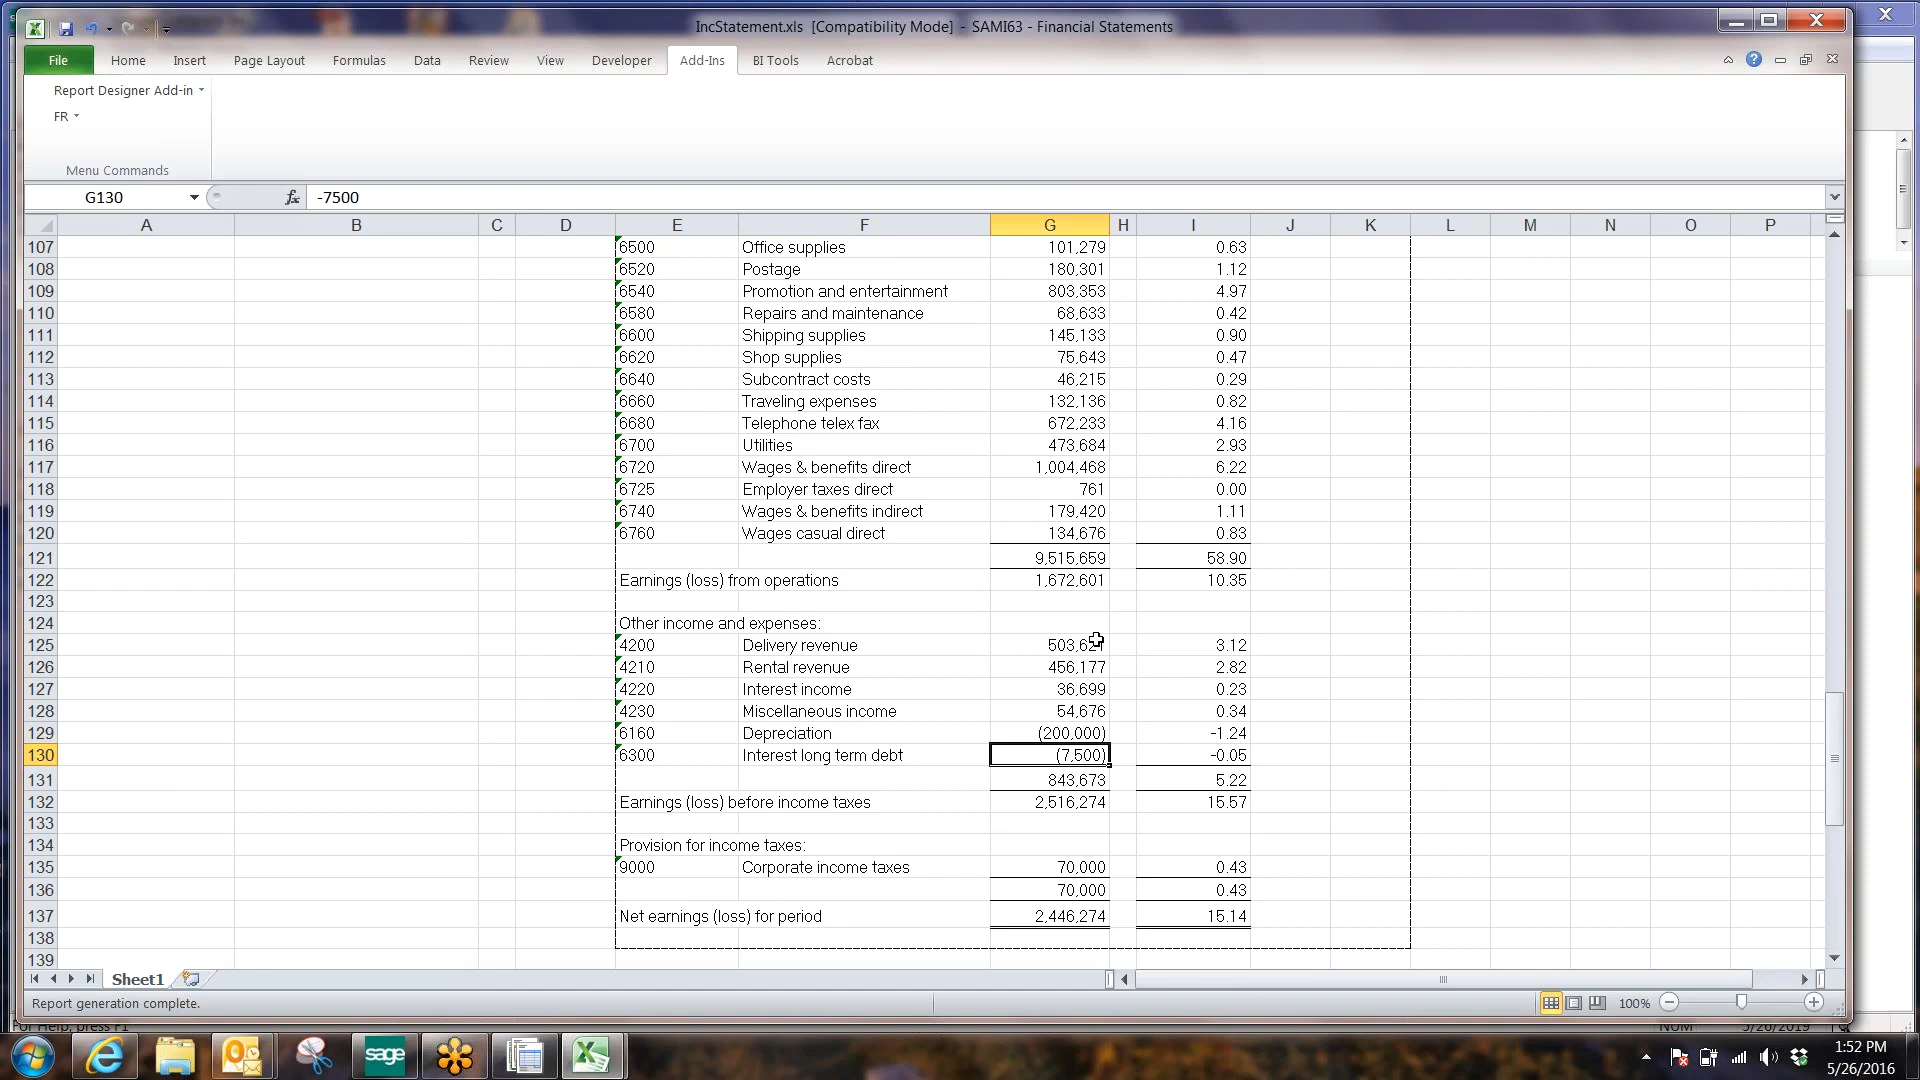 IncStatement.xls [Compatibility Mode] - SAMI63 - Financial Statements
File Home Insert Page Layout Formulas Data Review View Developer Add-Ins BI Tools Acrobat
Report Designer Add-in
FR
Menu Commands
G130 fx -7500
A B C D E F G H I J K L M N O P
107 6500 Office supplies 101,279 0.63
108 6520 Postage 180,301 1.12
109 6540 Promotion and entertainment 803,353 4.97
110 6580 Repairs and maintenance 68,633 0.42
111 6600 Shipping supplies 145,133 0.90
112 6620 Shop supplies 75,643 0.47
113 6640 Subcontract costs 46,215 0.29
114 6660 Traveling expenses 132,136 0.82
115 6680 Telephone telex fax 672,233 4.16
116 6700 Utilities 473,684 2.93
117 6720 Wages & benefits direct 1,004,468 6.22
118 6725 Employer taxes direct 761 0.00
119 6740 Wages & benefits indirect 179,420 1.11
120 6760 Wages casual direct 134,676 0.83
121 9,515,659 58.90
122 Earnings (loss) from operations 1,672,601 10.35
123
124 Other income and expenses:
125 4200 Delivery revenue 3.12
126 4210 Rental revenue 456,177 2.82
127 4220 Interest income 36,699 0.23
128 4230 Miscellaneous income 54,676 0.34
129 6160 Depreciation (200,000) -1.24
130 6300 Interest long term debt (7,500) -0.05
131 843,673 5.22
132 Earnings (loss) before income taxes 2,516,274 15.57
133
134 Provision for income taxes:
135 9000 Corporate income taxes 70,000 0.43
136 70,000 0.43
137 Net earnings (loss) for period 2,446,274 15.14
138
139
Sheet1
Report generation complete. 100%
For Help, press F1 NUM 5/26/2019
sage
1:52 PM
5/26/2016